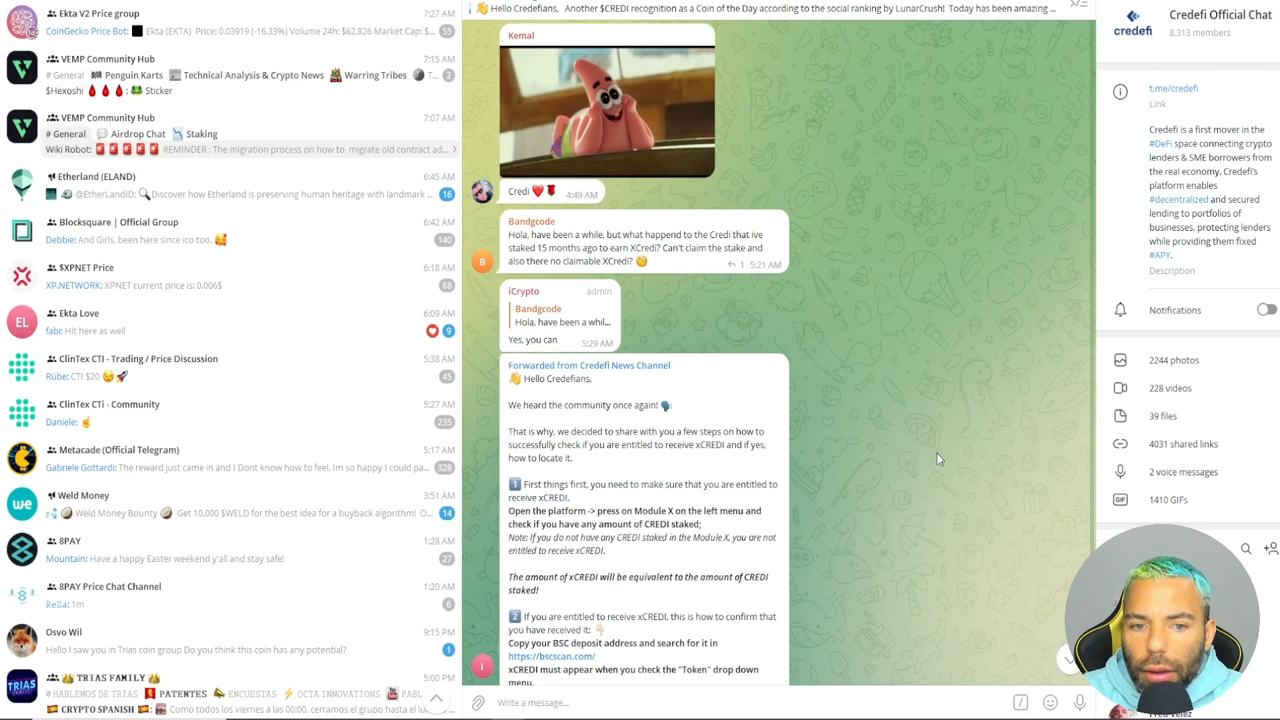 Ekta V2 Price group 7:27 AM
CoinGecko Price Bot: Ekta (EKTA) Price: 0.03919 (-16.33%) Volume 24h: $62,826 Market Cap: $... 55
VEMP Community Hub 7:15 AM
# General Penguin Karts Technical Analysis & Crypto News Warring Tribes T... 2
$Hexoshi 🩸🩸🩸: 🐸 Sticker
VEMP Community Hub 7:07 AM
# General Airdrop Chat Staking
Wiki Robot: 🚨🚨🚨🚨🚨 REMINDER : The migration process on how to migrate old contract ad...
Etherland (ELAND) 6:45 AM
@EtherLandID: 🔍Discover how Etherland is preserving human heritage with landmark ... 16
Blocksquare | Official Group 6:42 AM
Debbie: And Girls, been here since ico too. 🥰 140
$XPNET Price 6:18 AM
XP.NETWORK: XPNET current price is: 0.006$ 88
EL
Ekta Love 6:09 AM
fabi: Hit here as well 9
ClinTex CTI - Trading / Price Discussion 5:38 AM
Rübe: CTI $20 😉🚀 45
ClinTex CTi - Community 5:27 AM
Daniele: ☝ 235
Metacade (Official Telegram) 5:17 AM
Gabriele Gottardi: The reward just came in and I Dont know how to feel. Im so happy I could pa... 328
we
Weld Money 3:51 AM
Weld Money Bounty Get 10,000 $WELD for the best idea for a buyback algorithm! O... 14
8PAY 1:28 AM
Mountain: Have a happy Easter weekend y'all and stay safe! 27
8PAY Price Chat Channel 1:20 AM
ReZa: 1m 6
Osvo Wil 9:15 PM
Hello I saw you in Trias coin group Do you think this coin has any potential? 1
TRIAS
👑 TRIAS FAMILY 👑 5:00 PM
# HABLEMOS DE TRIAS PATENTES ENCUESTAS ⚡ OCTA INNOVATIONS PABL
CRYPTO SPANISH : Como todos los viernes a las 00:00, cerramos el grupo hasta el lu...
👋 Hello Credefians, Another $CREDI recognition as a Coin of the Day according to the social ranking by LunarCrush! Today has been amazing ...
Kemal
Credi ❤️🌹 4:49 AM
Bandgcode
Hola, have been a while, but what happend to the Credi that ive
staked 15 months ago to earn XCredi? Can't claim the stake and
also there no claimable XCredi? 🧐 1 5:21 AM
B
iCrypto admin
Bandgcode
Hola, have been a whil...
Yes, you can 5:29 AM
Forwarded from Credefi News Channel
👋 Hello Credefians,
We heard the community once again! 🗣
That is why, we decided to share with you a few steps on how to
successfully check if you are entitled to receive xCREDI and if yes,
how to locate it.
1 First things first, you need to make sure that you are entitled to
receive xCREDI.
Open the platform -> press on Module X on the left menu and
check if you have any amount of CREDI staked;
Note: If you do not have any CREDI staked in the Module X, you are not
entitled to receive xCREDI.
The amount of xCREDI will be equivalent to the amount of CREDI
staked!
2 If you are entitled to receive xCREDI, this is how to confirm that
you have received it: 👇🏻
Copy your BSC deposit address and search for it in
https://bscscan.com/
xCREDI must appear when you check the "Token" drop down
menu.
I
Write a message...
credefi
Credefi Official Chat
8,313 members
t.me/credefi
Link
Credefi is a first mover in the
#DeFi space connecting crypto
lenders & SME borrowers from
the real economy. Credefi's
platform enables
#decentralized and secured
lending to portfolios of
businesses, protecting lenders
while providing them fixed
#APY.
Description
Notifications
2244 photos
228 videos
39 files
4031 shared links
2 voice messages
GIF 1410 GIFs
Fred Velez